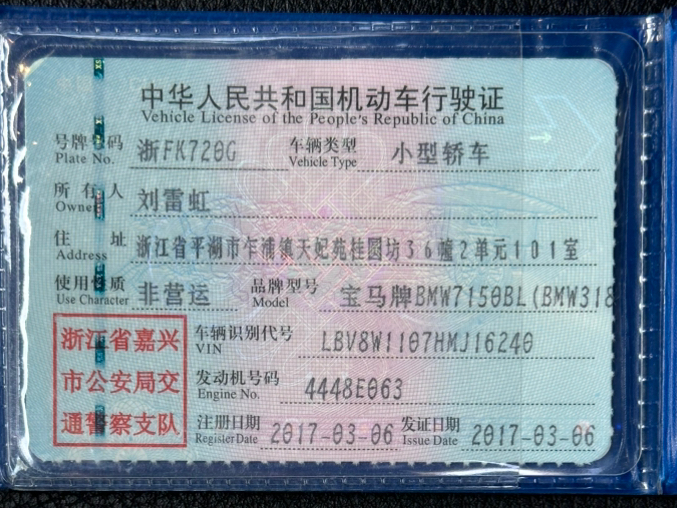 中华人民共和国机动车行驶证
Vehicle License of the People's Republic of China
号牌号码 浙FK720G 车辆类型 小型轿车
Plate No. Vehicle Type
所有人 刘雷虹
Owner
住址 浙江省平湖市乍浦镇天妃苑桂园坊36幢2单元101室
Address
使用性质 非营运 品牌型号 宝马牌BMW7150BL(BMW318
Use Character Model
浙江省嘉兴
市公安局交
通警察支队
车辆识别代号 LBV8W1107HMJ16240
VIN
发动机号码 4448E063
Engine No.
注册日期 2017-03-06 发证日期 2017-03-06
Register Date Issue Date